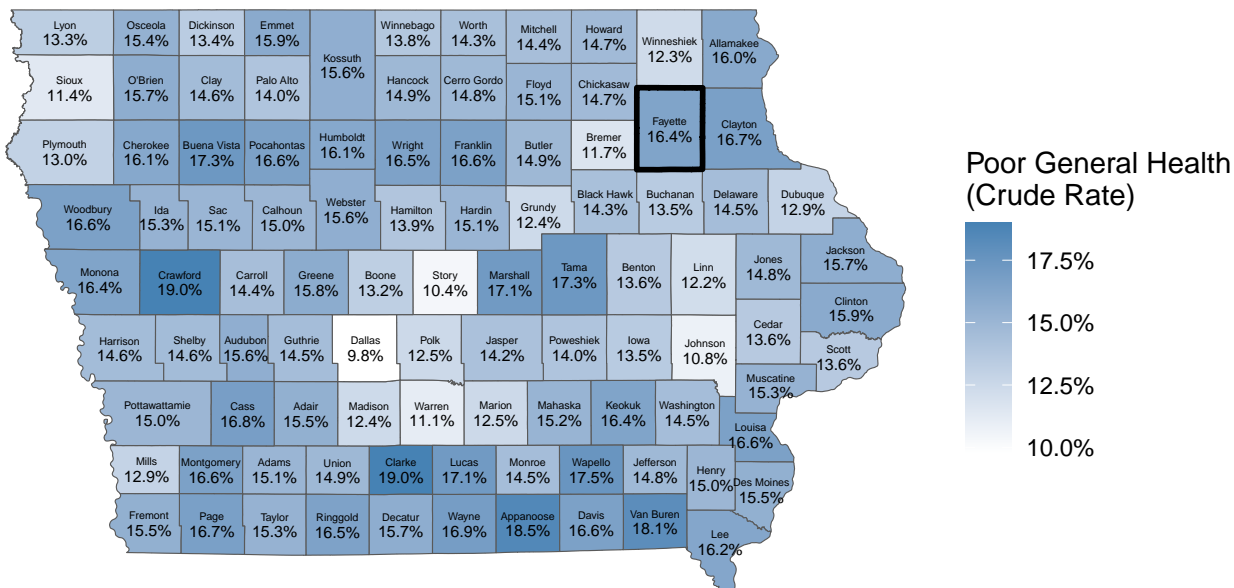 Lyon
13.3%
Osceola
15.4%
Dickinson
13.4%
Emmet
15.9%
Kossuth
15.6%
Winnebago
13.8%
Worth
14.3%
Mitchell
14.4%
Howard
14.7%
Winneshiek
12.3%
Allamakee
16.0%
Sioux
11.4%
O'Brien
15.7%
Clay
14.6%
Palo Alto
14.0%
Hancock
14.9%
Cerro Gordo
14.8%
Floyd
15.1%
Chickasaw
14.7%
Fayette
16.4%
Clayton
16.7%
Plymouth
13.0%
Cherokee
16.1%
Buena Vista
17.3%
Pocahontas
16.6%
Humboldt
16.1%
Wright
16.5%
Franklin
16.6%
Butler
14.9%
Bremer
11.7%
Woodbury
16.6%
Ida
15.3%
Sac
15.1%
Calhoun
15.0%
Webster
15.6%
Hamilton
13.9%
Hardin
15.1%
Grundy
12.4%
Black Hawk
14.3%
Buchanan
13.5%
Delaware
14.5%
Dubuque
12.9%
Monona
16.4%
Crawford
19.0%
Carroll
14.4%
Greene
15.8%
Boone
13.2%
Story
10.4%
Marshall
17.1%
Tama
17.3%
Benton
13.6%
Linn
12.2%
Jones
14.8%
Jackson
15.7%
Clinton
15.9%
Harrison
14.6%
Shelby
14.6%
Audubon
15.6%
Guthrie
14.5%
Dallas
9.8%
Polk
12.5%
Jasper
14.2%
Poweshiek
14.0%
Iowa
13.5%
Johnson
10.8%
Cedar
13.6%
Scott
13.6%
Muscatine
15.3%
Pottawattamie
15.0%
Cass
16.8%
Adair
15.5%
Madison
12.4%
Warren
11.1%
Marion
12.5%
Mahaska
15.2%
Keokuk
16.4%
Washington
14.5%
Louisa
16.6%
Mills
12.9%
Montgomery
16.6%
Adams
15.1%
Union
14.9%
Clarke
19.0%
Lucas
17.1%
Monroe
14.5%
Wapello
17.5%
Jefferson
14.8%
Henry
15.0%
Des Moines
15.5%
Fremont
15.5%
Page
16.7%
Taylor
15.3%
Ringgold
16.5%
Decatur
15.7%
Wayne
16.9%
Appanoose
18.5%
Davis
16.6%
Van Buren
18.1%
Lee
16.2%
Poor General Health
(Crude Rate)
17.5%
15.0%
12.5%
10.0%